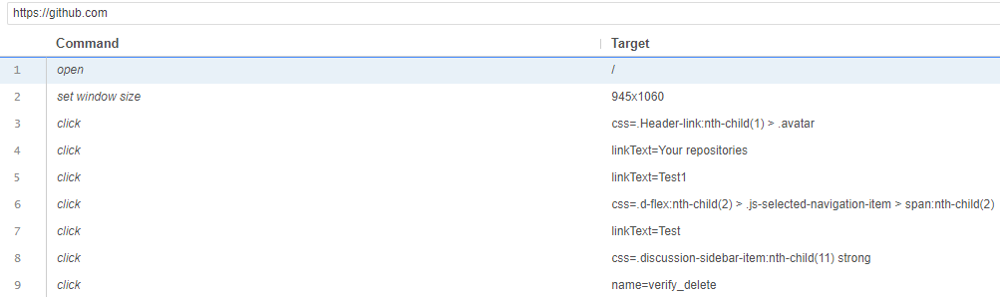 https://github.com
Command Target
1 open /
2 set window size 945x1060
3 click css=.Header-link:nth-child(1) > .avatar
4 click linkText=Your repositories
5 click linkText=Test1
6 click css=.d-flex:nth-child(2) > .js-selected-navigation-item > span:nth-child(2)
7 click linkText=Test
8 click css=.discussion-sidebar-item:nth-child(11) strong
9 click name=verify_delete